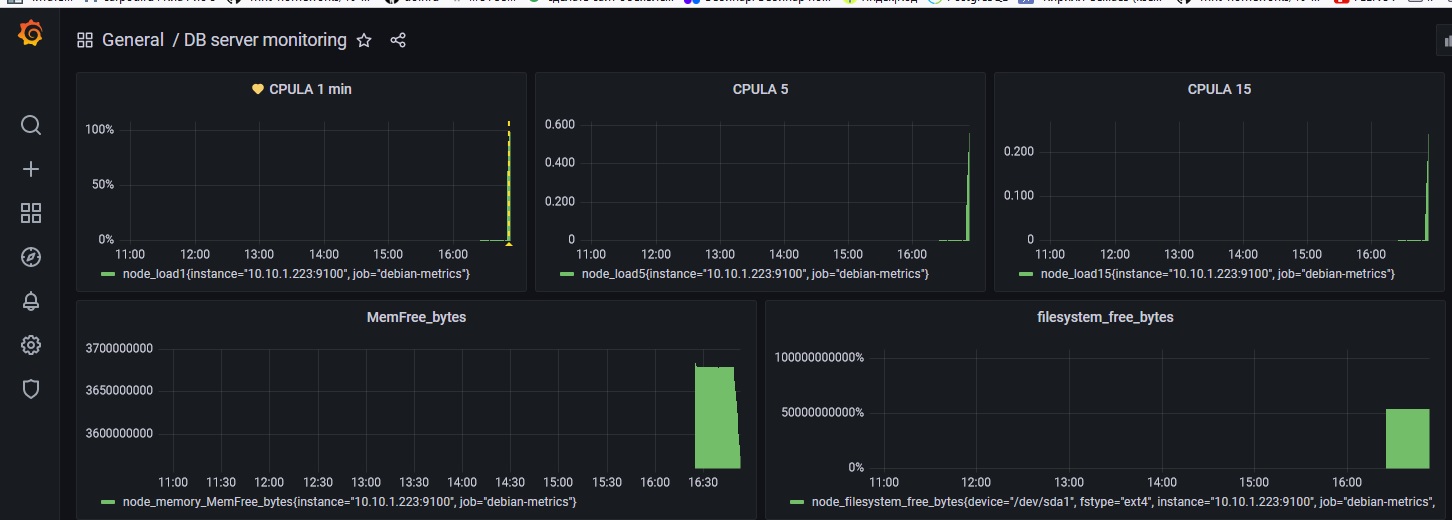 General / DB server monitoring
CPULA 1 min
100%
50%
0%
11:00 12:00 13:00 14:00 15:00 16:00
node_load1{instance="10.10.1.223:9100", job="debian-metrics"}
CPULA 5
0.600
0.400
0.200
0
11:00 12:00 13:00 14:00 15:00 16:00
node_load5{instance="10.10.1.223:9100", job="debian-metrics"}
CPULA 15
0.200
0.100
0
11:00 12:00 13:00 14:00 15:00 16:00
node_load15{instance="10.10.1.223:9100", job="debian-metrics"}
MemFree_bytes
3700000000
3650000000
3600000000
11:00 11:30 12:00 12:30 13:00 13:30 14:00 14:30 15:00 15:30 16:00 16:30
node_memory_MemFree_bytes{instance="10.10.1.223:9100", job="debian-metrics"}
filesystem_free_bytes
100000000000%
50000000000%
0%
11:00 12:00 13:00 14:00 15:00 16:00
node_filesystem_free_bytes{device="/dev/sda1", fstype="ext4", instance="10.10.1.223:9100", job="debian-metrics",